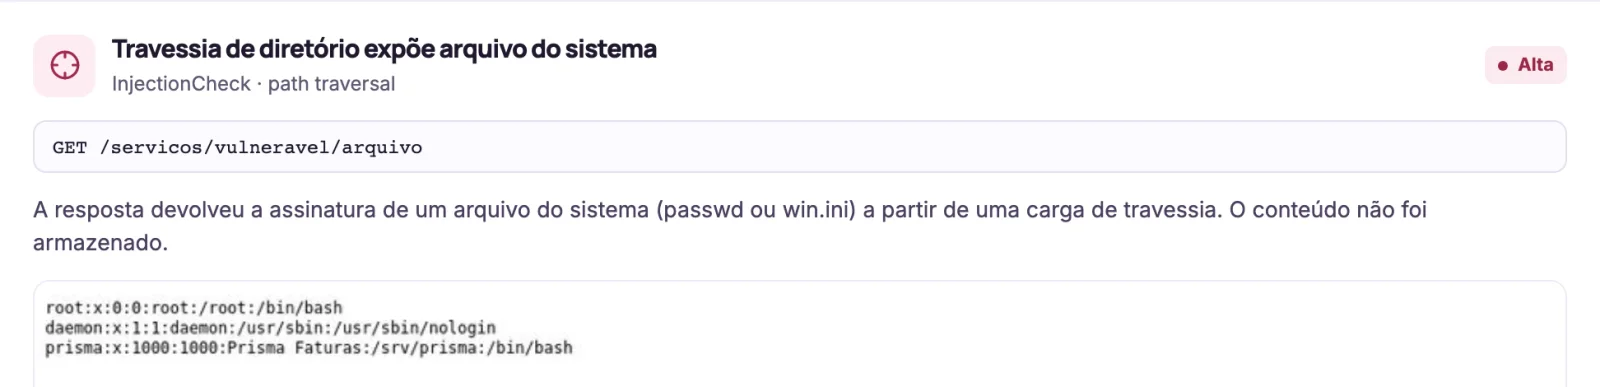 Travessia de diretório expõe arquivo do sistema
InjectionCheck · path traversal
Alta
GET /servicos/vulneravel/arquivo
A resposta devolveu a assinatura de um arquivo do sistema (passwd ou win.ini) a partir de uma carga de travessia. O conteúdo não foi
armazenado.
root:x:0:0:root:/root:/bin/bash
daemon:x:1:1:daemon:/usr/sbin:/usr/sbin/nologin
prisma:x:1000:1000:Prisma Faturas:/srv/prisma:/bin/bash